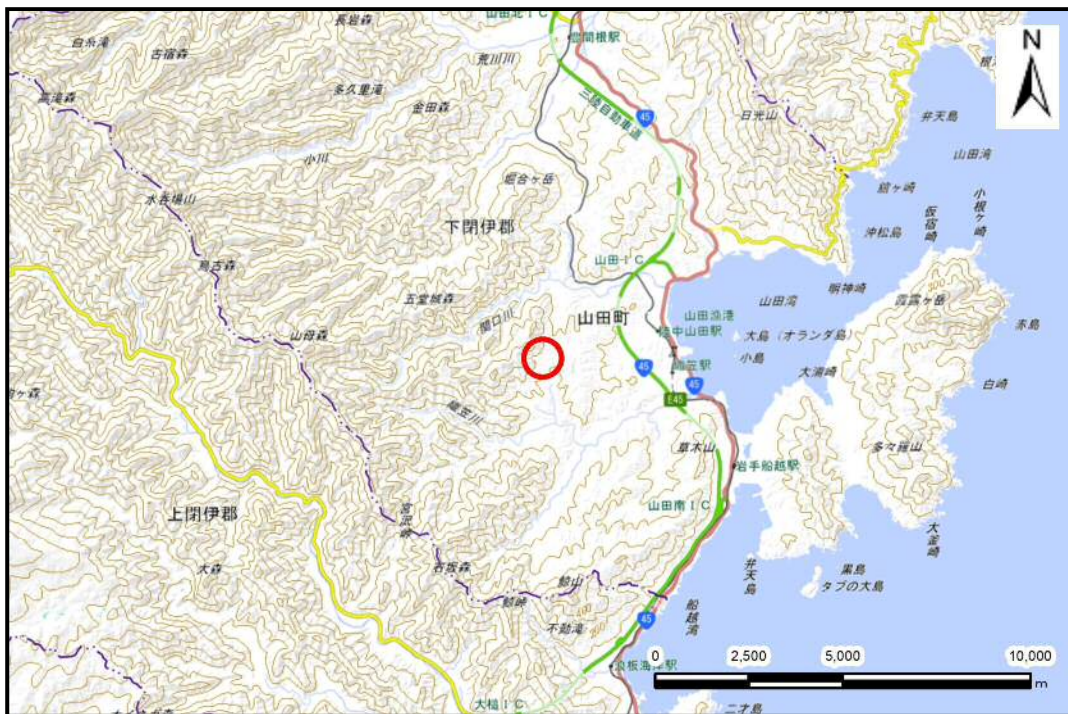 山田北IC
豊間根駅
長岩森
白糸滝
古宿森
荒川川
多久里滝
高滝森
金田森
三陸自動車道
45
日光山
弁天島
山田湾
N
小川
堀合ヶ岳
水呑場山
下閉伊郡
舘ヶ崎
仮宿崎
小根ヶ崎
沖松島
鳥古森
山田IC
明神崎
霞露ヶ岳
五堂城森
関口川
山田町
山田漁港
山田湾
赤島
山母森
陸中山田駅
大島(オランダ島)
小島
織笠駅
大浦崎
45
45
白崎
E45
織笠川
草木山
多々羅山
岩手船越駅
上閉伊郡
山田南IC
大釜崎
大森
石坂森
鯨山
鯨峠
弁天島
黒島
タブの大島
不動滝
45
船越湾
浪板海岸駅
0 2,500 5,000 10,000
m
大槌IC
二才島